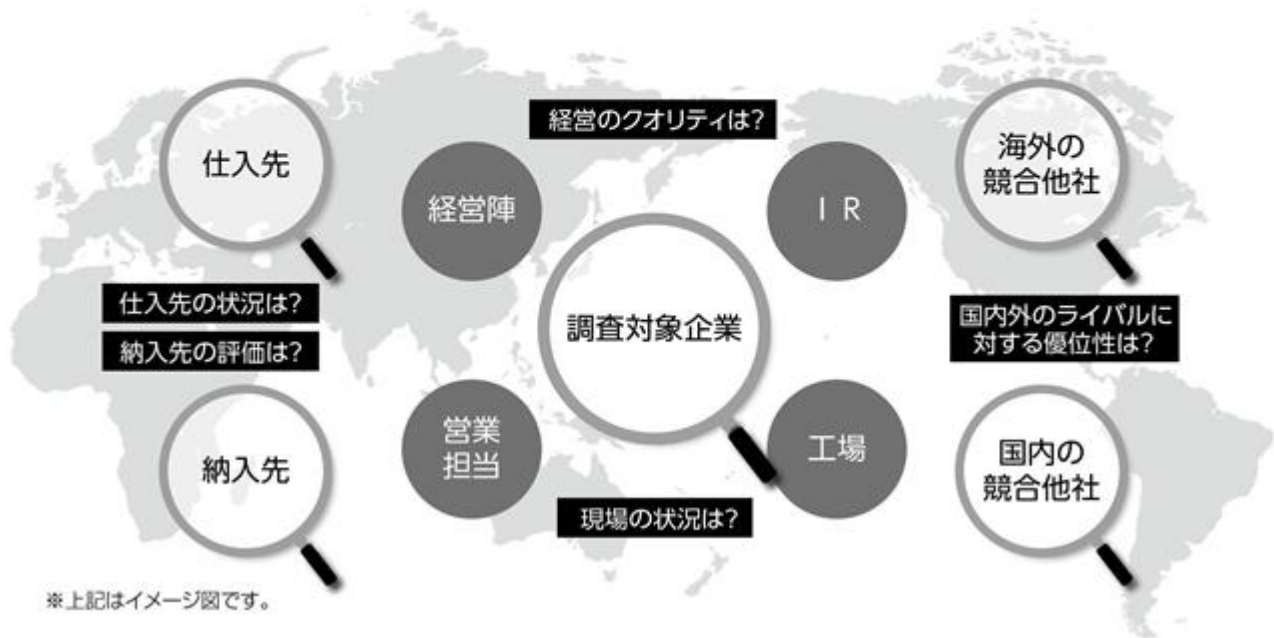 経営のクオリティは?
仕入先
経営陣
IR
海外の
競合他社
調査対象企業
仕入先の状況は?
納入先の評価は?
国内外のライバルに
対する優位性は?
納入先
営業
担当
工場
国内の
競合他社
現場の状況は?
※上記はイメージ図です。